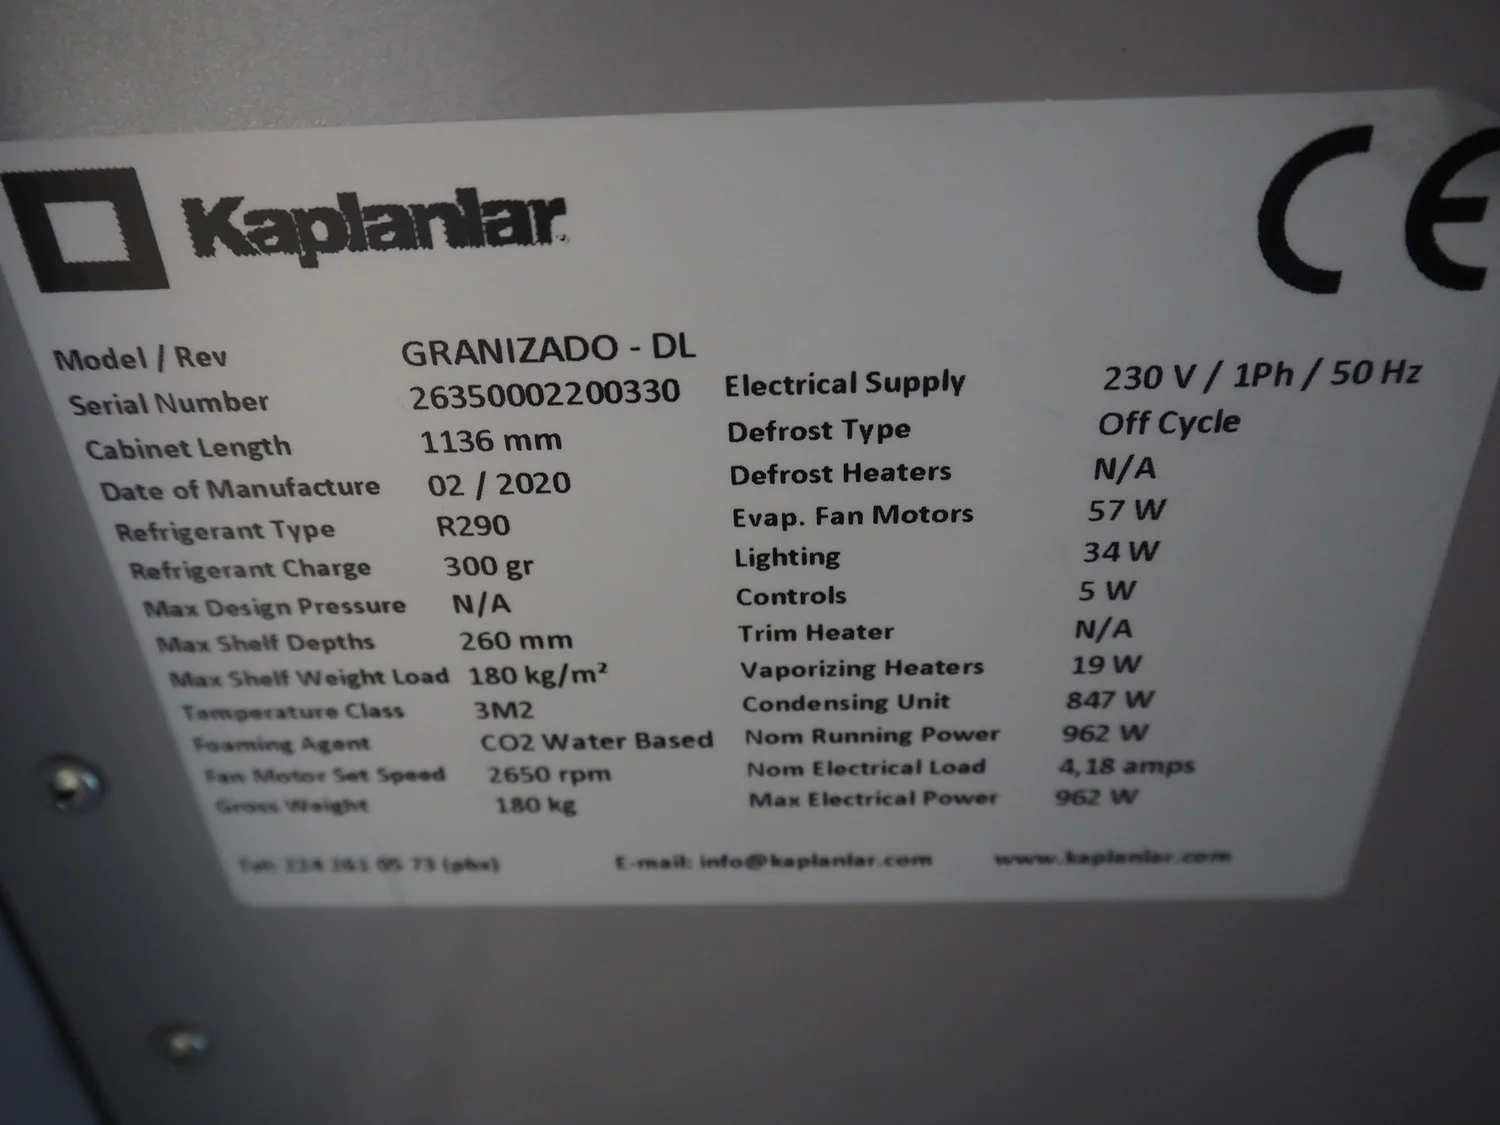 Kaplanlar
CE
Model / Rev GRANIZADO - DL
Serial Number 26350002200330
Cabinet Length 1136 mm
Date of Manufacture 02 / 2020
Refrigerant Type R290
Refrigerant Charge 300 gr
Max Design Pressure N/A
Max Shelf Depths 260 mm
Max Shelf Weight Load 180 kg/m²
Temperature Class 3M2
Foaming Agent CO2 Water Based
Fan Motor Set Speed 2650 rpm
Gross Weight 180 kg
Electrical Supply 230 V / 1Ph / 50 Hz
Defrost Type Off Cycle
Defrost Heaters N/A
Evap. Fan Motors 57 W
Lighting 34 W
Controls 5 W
Trim Heater N/A
Vaporizing Heaters 19 W
Condensing Unit 847 W
Nom Running Power 962 W
Nom Electrical Load 4,18 amps
Max Electrical Power 962 W
(pbx) E-mail: info@kaplanlar.com www.kaplanlar.com